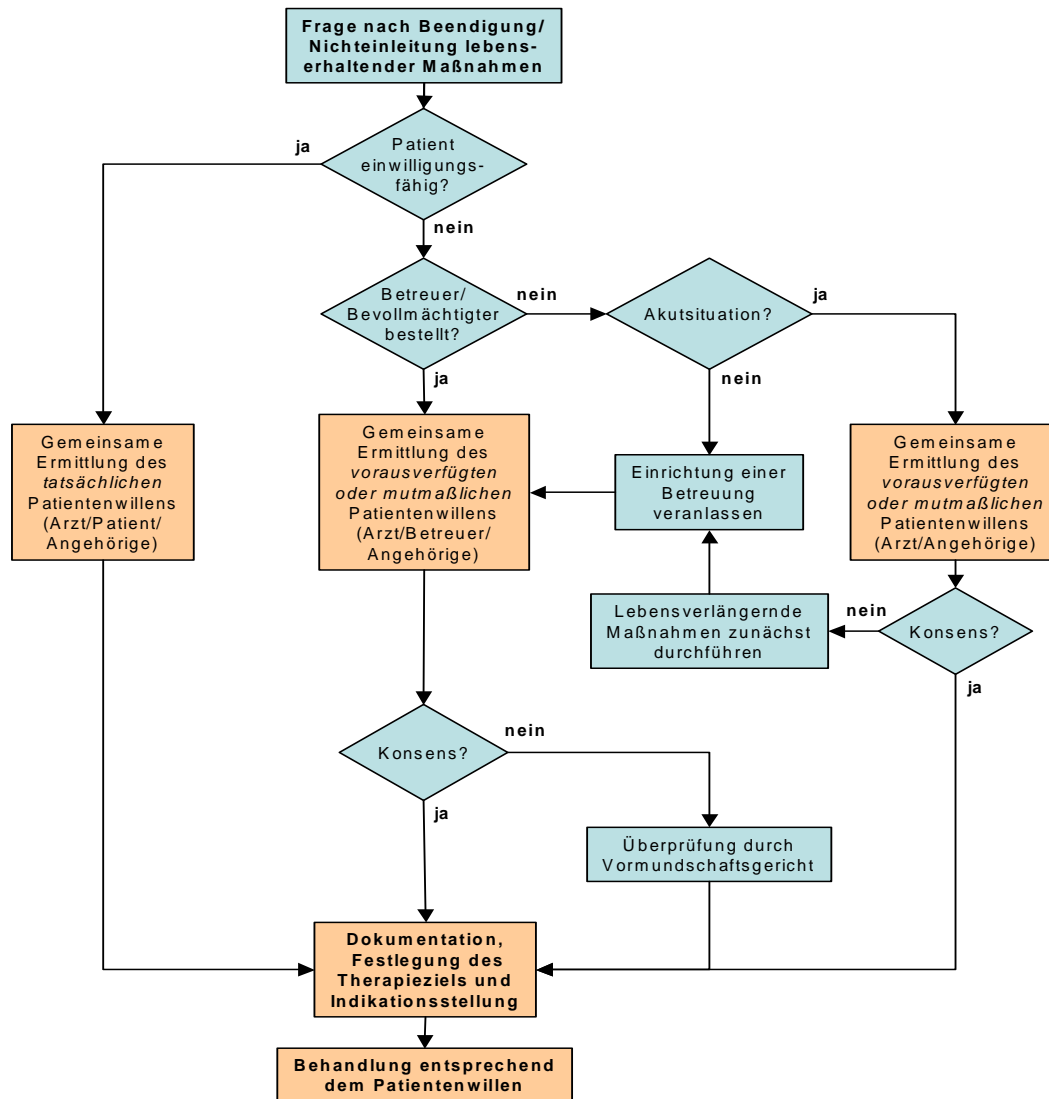 Frage nach Beendigung/
Nichteinleitung lebens-
erhaltender Maßnahmen
ja
Patient
einwilligungs-
fähig?
nein
Betreuer/
Bevollmächtigter
bestellt?
nein
Akutsituation?
ja
ja
nein
Gemeinsame
Ermittlung des
tatsächlichen
Patientenwillens
(Arzt/Patient/
Angehörige)
Gemeinsame
Ermittlung des
vorausverfügten
oder mutmaßlichen
Patientenwillens
(Arzt/Betreuer/
Angehörige)
Einrichtung einer
Betreuung
veranlassen
Gemeinsame
Ermittlung des
vorausverfügten
oder mutmaßlichen
Patientenwillens
(Arzt/Angehörige)
Lebensverlängernde
Maßnahmen zunächst
durchführen
nein
Konsens?
ja
Konsens?
nein
ja
Überprüfung durch
Vormundschaftsgericht
Dokumentation,
Festlegung des
Therapieziels und
Indikationsstellung
Behandlung entsprechend
dem Patientenwillen